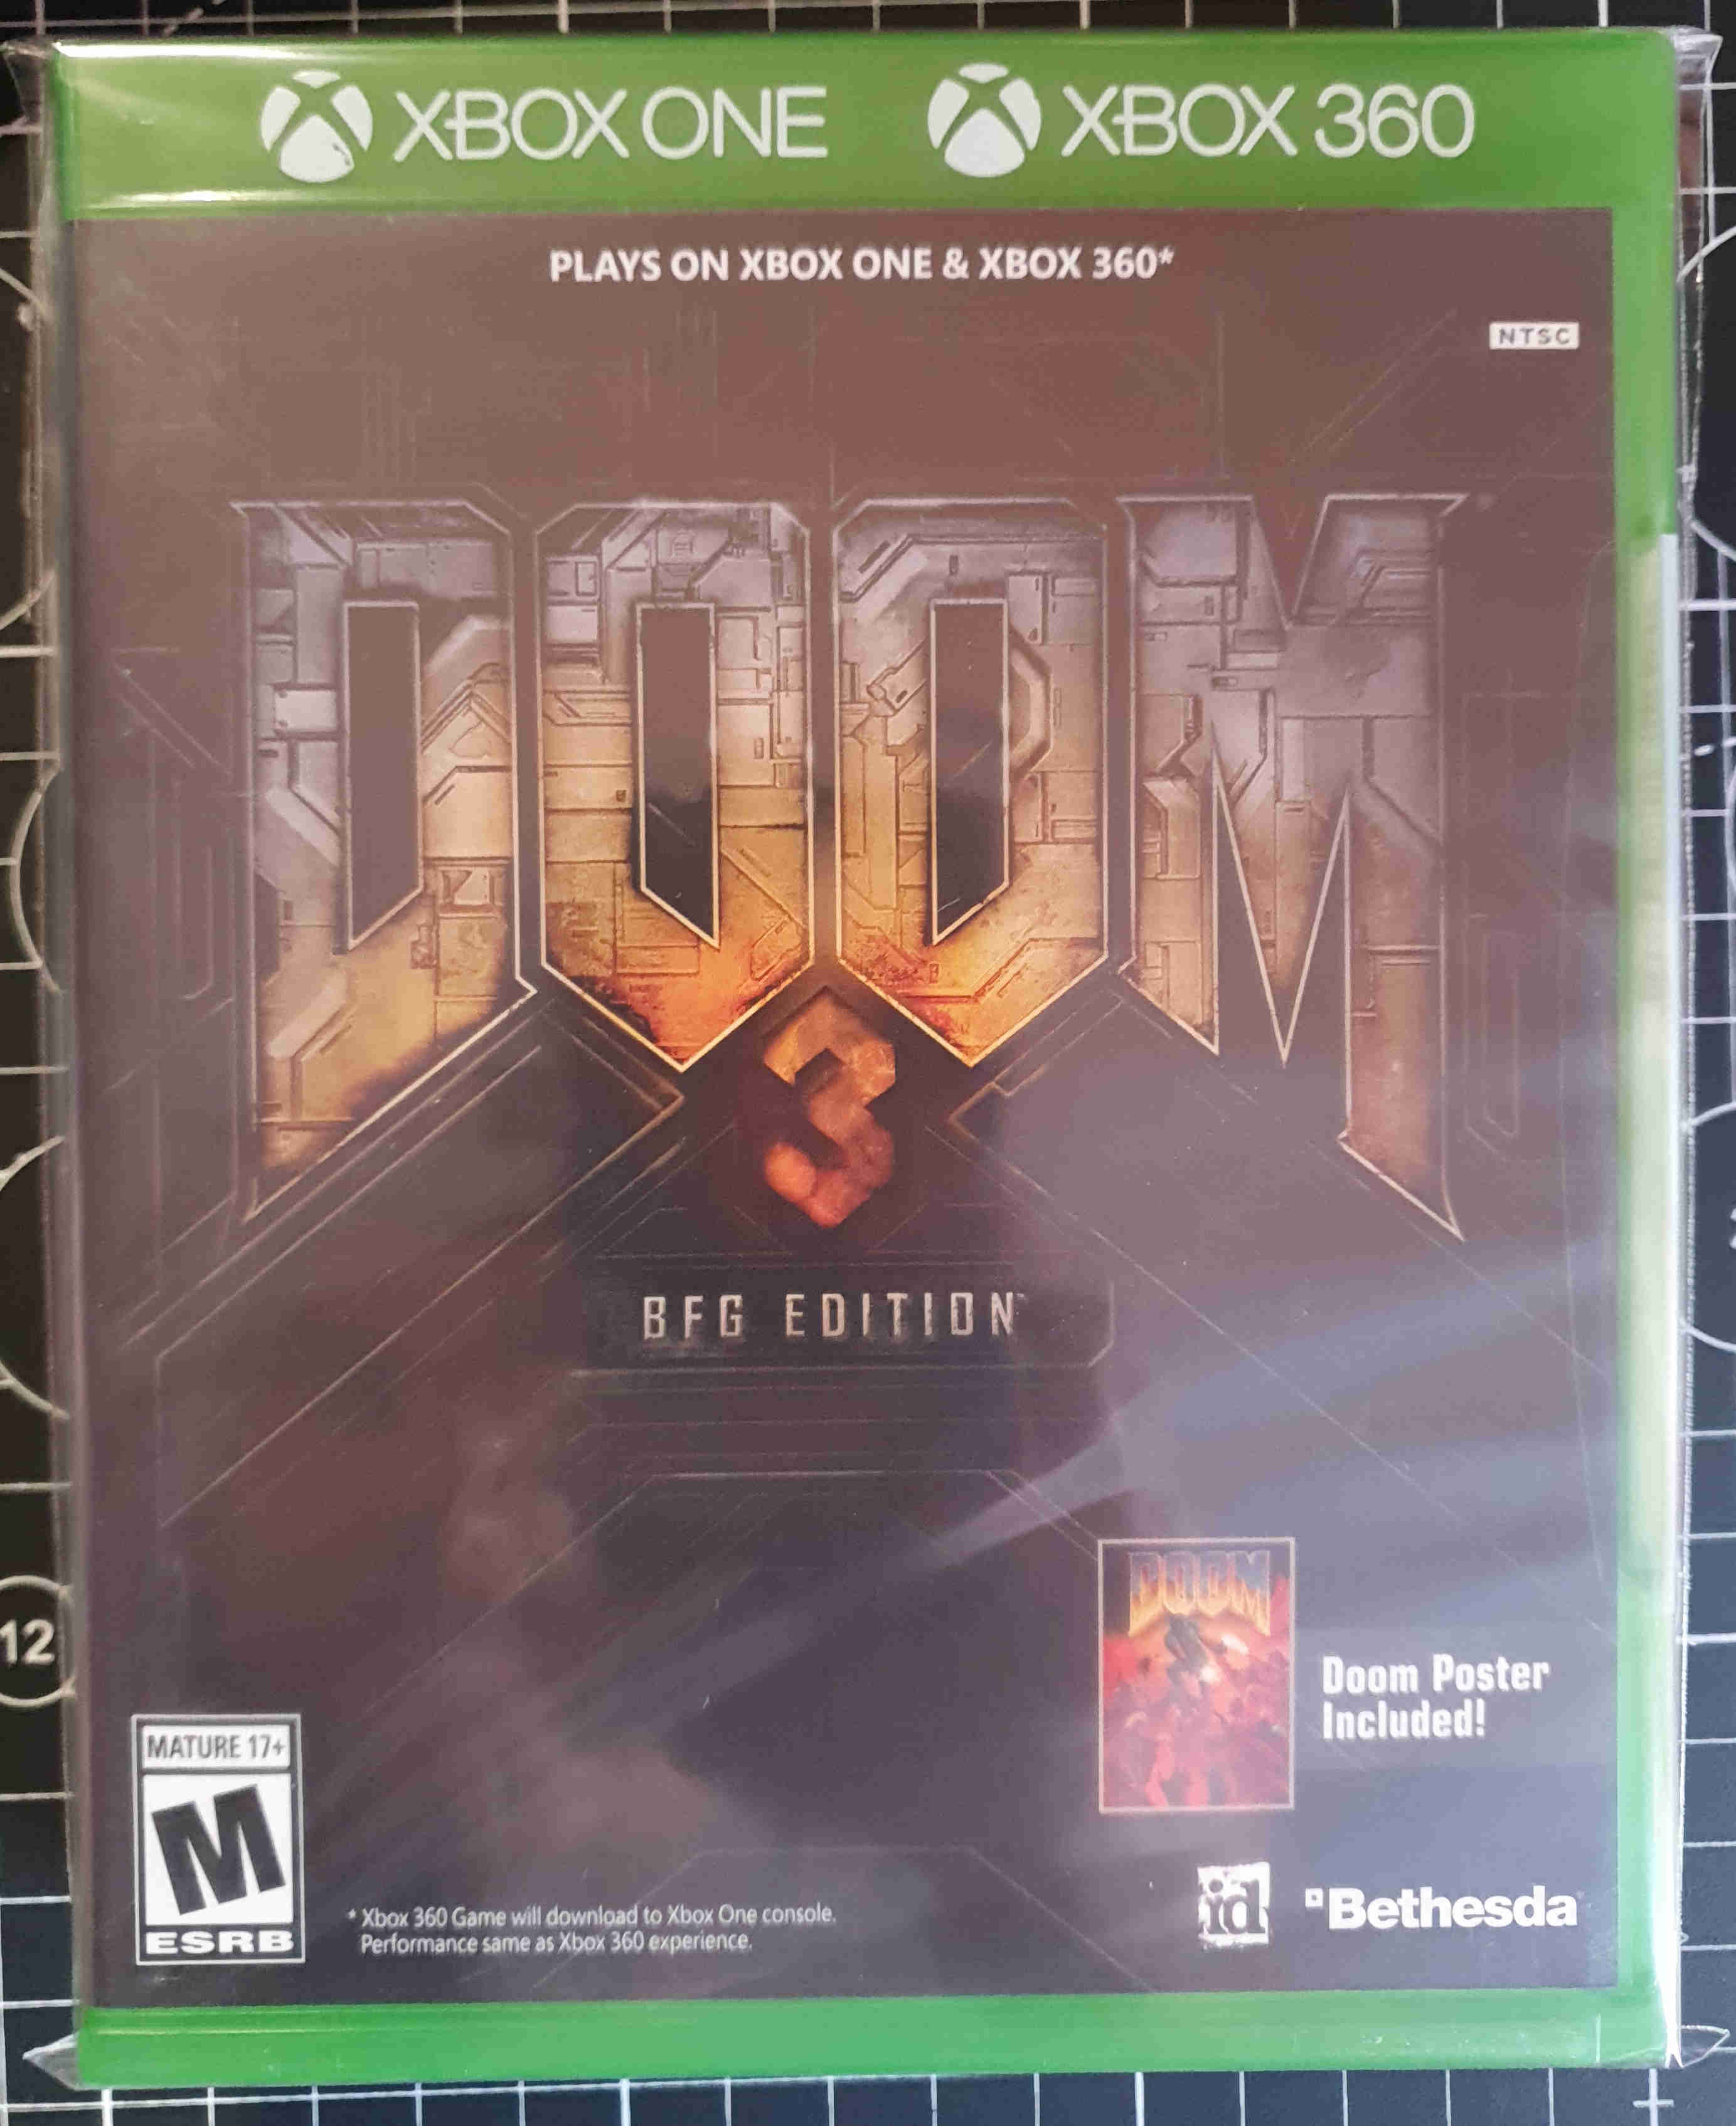 XBOX ONE XBOX 360
PLAYS ON XBOX ONE & XBOX 360*
NTSC
DOOM
3
BFG EDITION™
DOOM
Doom Poster
Included!
12
MATURE 17+
M
ESRB
* Xbox 360 Game will download to Xbox One console.
Performance same as Xbox 360 experience.
id
Bethesda